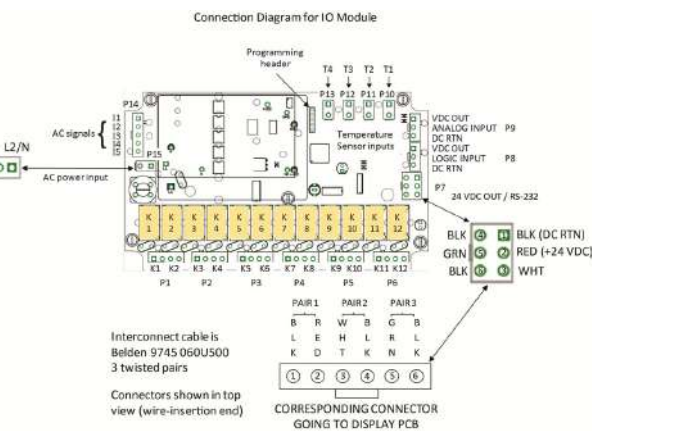 Connection Diagram for IO Module
Programming
header
T4 T3 T2 T1
P13 P12 P11 P10
P14
I1
I2
I3
I4
I5
AC signals
L2/N
P15
AC power input
Temperature
Sensor inputs
VDC OUT
ANALOG INPUT P9
DC RTN
VDC OUT
LOGIC INPUT P8
DC RTN
P7
24 VDC OUT / RS-232
K K K K K K K K K K K K
1 2 3 4 5 6 7 8 9 10 11 12
K1 K2 K3 K4 K5 K6 K7 K8 K9 K10 K11 K12
P1 P2 P3 P4 P5 P6
BLK 4 BLK (DC RTN)
GRN 5 2 RED (+24 VDC)
BLK 6 3 WHT
PAIR 1 PAIR 2 PAIR 3
B R W B G B
L E H L R L
K D T K N K
1 2 3 4 5 6
Interconnect cable is
Belden 9745 060U500
3 twisted pairs
Connectors shown in top
view (wire-insertion end)
CORRESPONDING CONNECTOR
GOING TO DISPLAY PCB